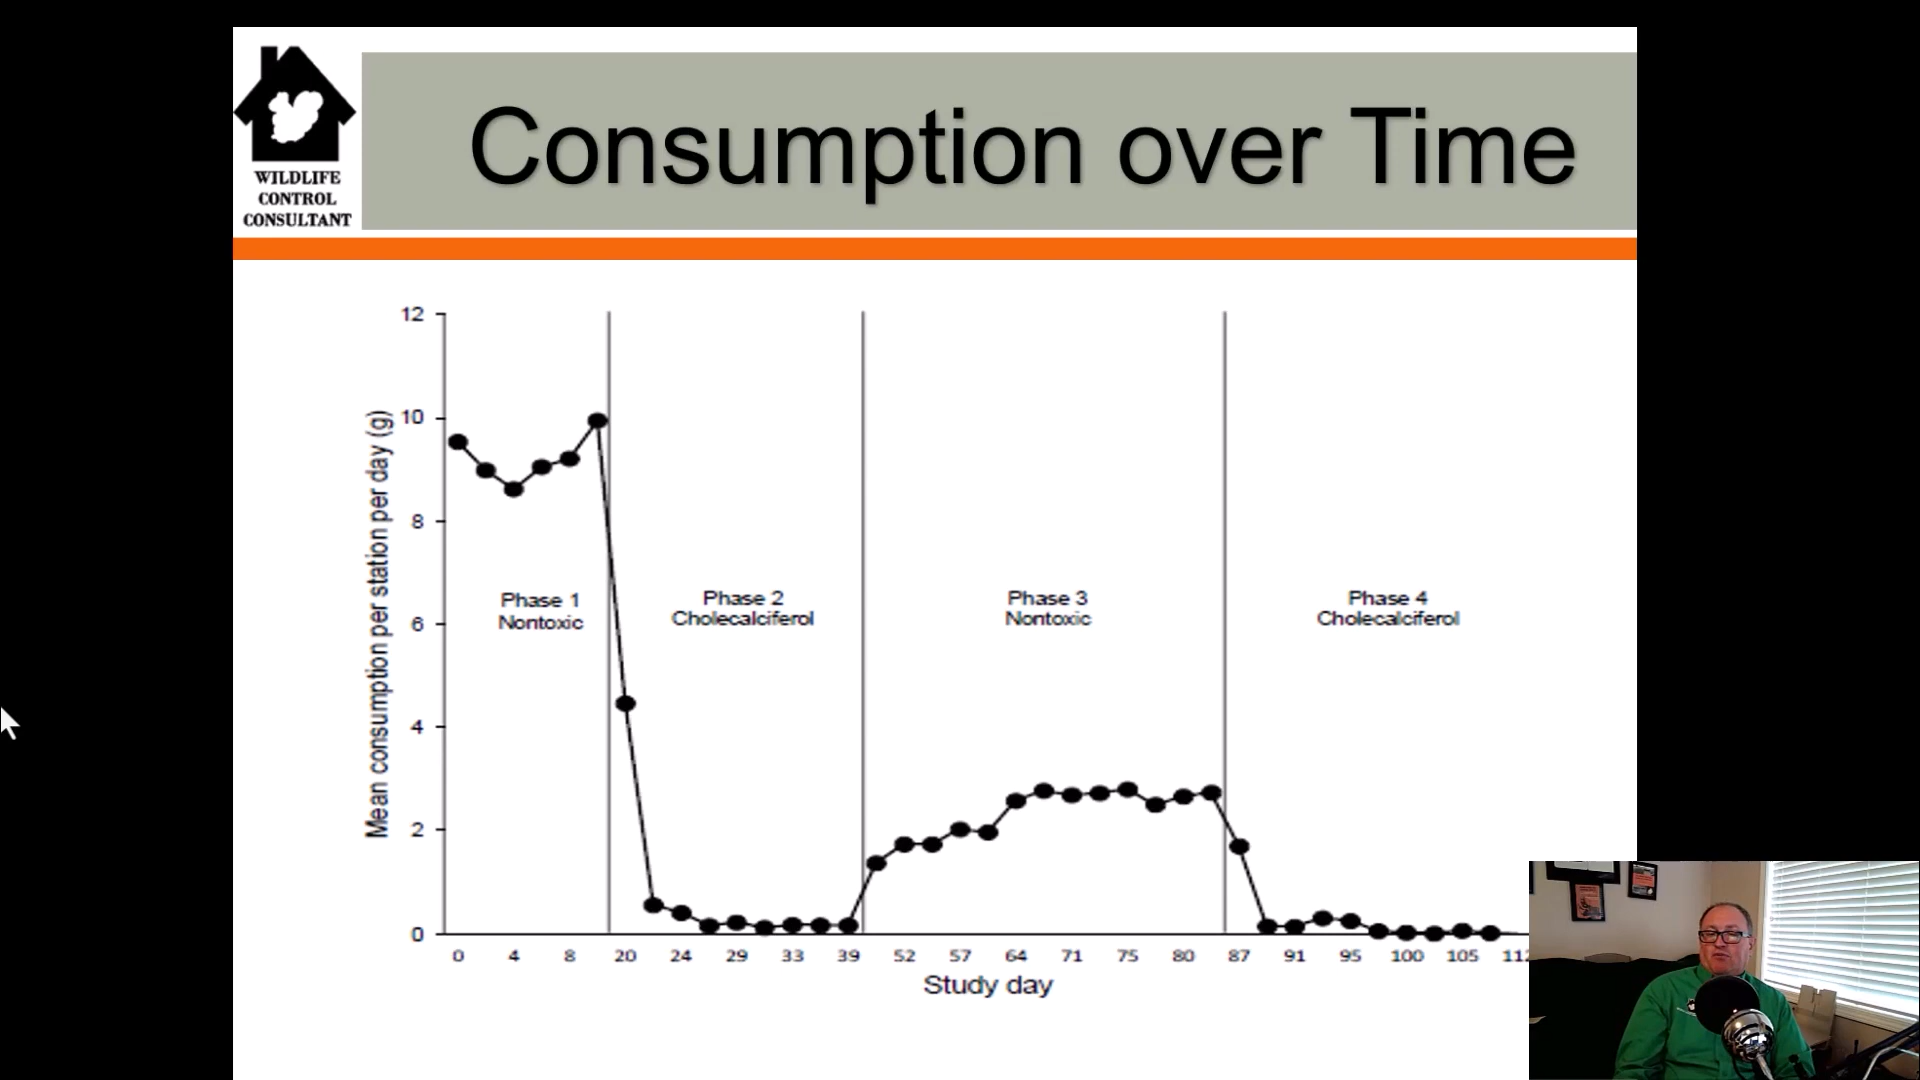 WILDLIFE
CONTROL
CONSULTANT
Consumption over Time
Mean consumption per station per day (g)
12
10
8
6
4
2
0
Phase 1
Nontoxic
Phase 2
Cholecalciferol
Phase 3
Nontoxic
Phase 4
Cholecalciferol
0 4 8 20 24 29 33 39 52 57 64 71 75 80 87 91 95 100 105
Study day